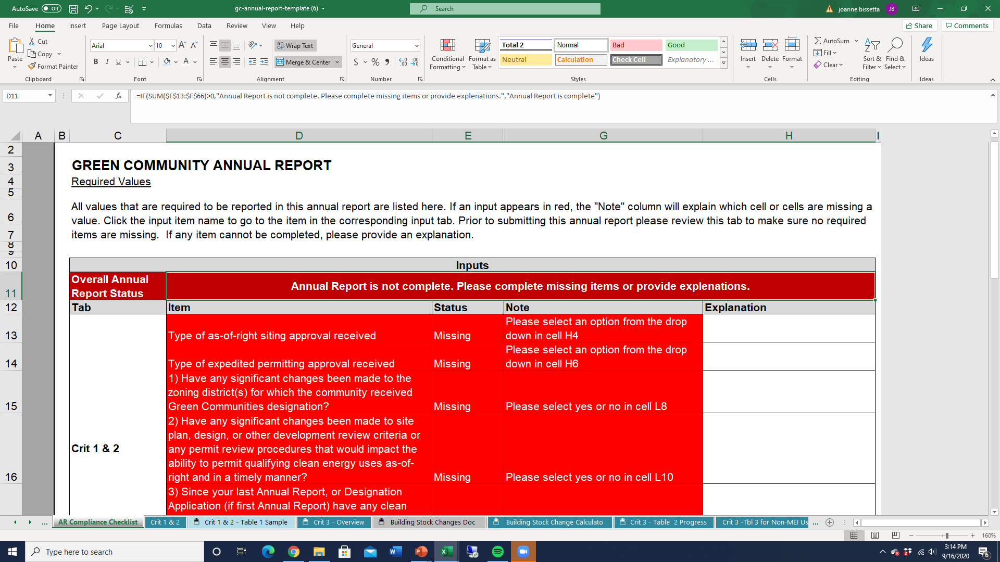 AutoSave Off gc-annual-report-template (6) Search joanne bissetta JB
File Home Insert Page Layout Formulas Data Review View Help Share Comments
Paste Cut Copy Format Painter Clipboard
Arial 10 B I U A Font
Wrap Text Merge & Center Alignment
General $ % Number
Conditional Formatting Format as Table
Total 2 Normal Bad Good
Neutral Calculation Check Cell Explanatory ...
Styles
Insert Delete Format Cells
AutoSum Fill Clear Sort & Filter Find & Select Editing
Ideas Ideas
D11 fx =IF(SUM($F$13:$F$66)>0,"Annual Report is not complete. Please complete missing items or provide explenations.","Annual Report is complete")
A B C D E G H I
2
3 GREEN COMMUNITY ANNUAL REPORT
4 Required Values
5
6 All values that are required to be reported in this annual report are listed here. If an input appears in red, the "Note" column will explain which cell or cells are missing a
value. Click the input item name to go to the item in the corresponding input tab. Prior to submitting this annual report please review this tab to make sure no required
7 items are missing.  If any item cannot be completed, please provide an explanation.
8
9
10 Inputs
11 Overall Annual Report Status Annual Report is not complete. Please complete missing items or provide explenations.
12 Tab Item Status Note Explanation
13 Type of as-of-right siting approval received Missing Please select an option from the drop down in cell H4
14 Type of expedited permitting approval received Missing Please select an option from the drop down in cell H6
15 1) Have any significant changes been made to the
zoning district(s) for which the community received
Green Communities designation? Missing Please select yes or no in cell L8
Crit 1 & 2
16 2) Have any significant changes been made to site
plan, design, or other development review criteria or
any permit review procedures that would impact the
ability to permit qualifying clean energy uses as-of-
right and in a timely manner? Missing Please select yes or no in cell L10
3) Since your last Annual Report, or Designation
Application (if first Annual Report) have any clean
... AR Compliance Checklist Crit 1 & 2 Crit 1 & 2 - Table 1 Sample Crit 3 - Overview Building Stock Changes Doc Building Stock Change Calculato Crit 3 - Table 2 Progress Crit 3 -Tbl 3 for Non-MEI Us ...
160%
Type here to search
3:14 PM
9/16/2020
6